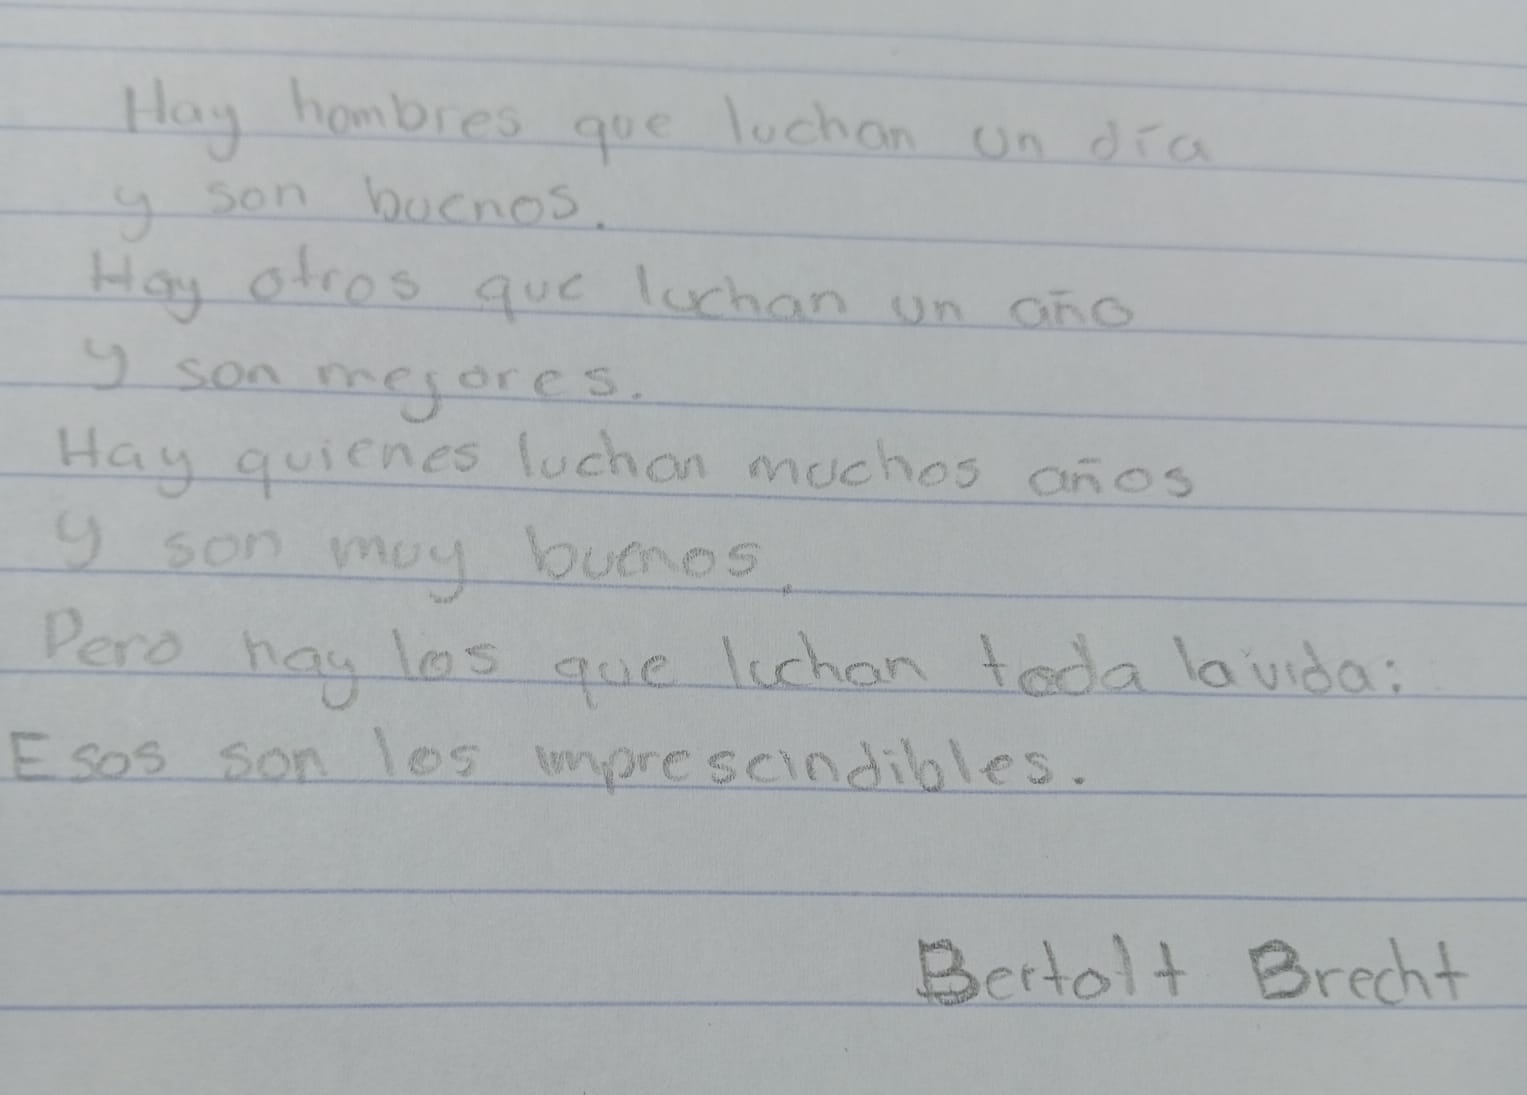 Hay hombres que luchan un día
y son buenos.
Hay otros que luchan un año
y son mejores.
Hay quienes luchan muchos años
y son muy buenos.
Pero hay los que luchan toda la vida:
Esos son los imprescindibles.
Bertolt Brecht